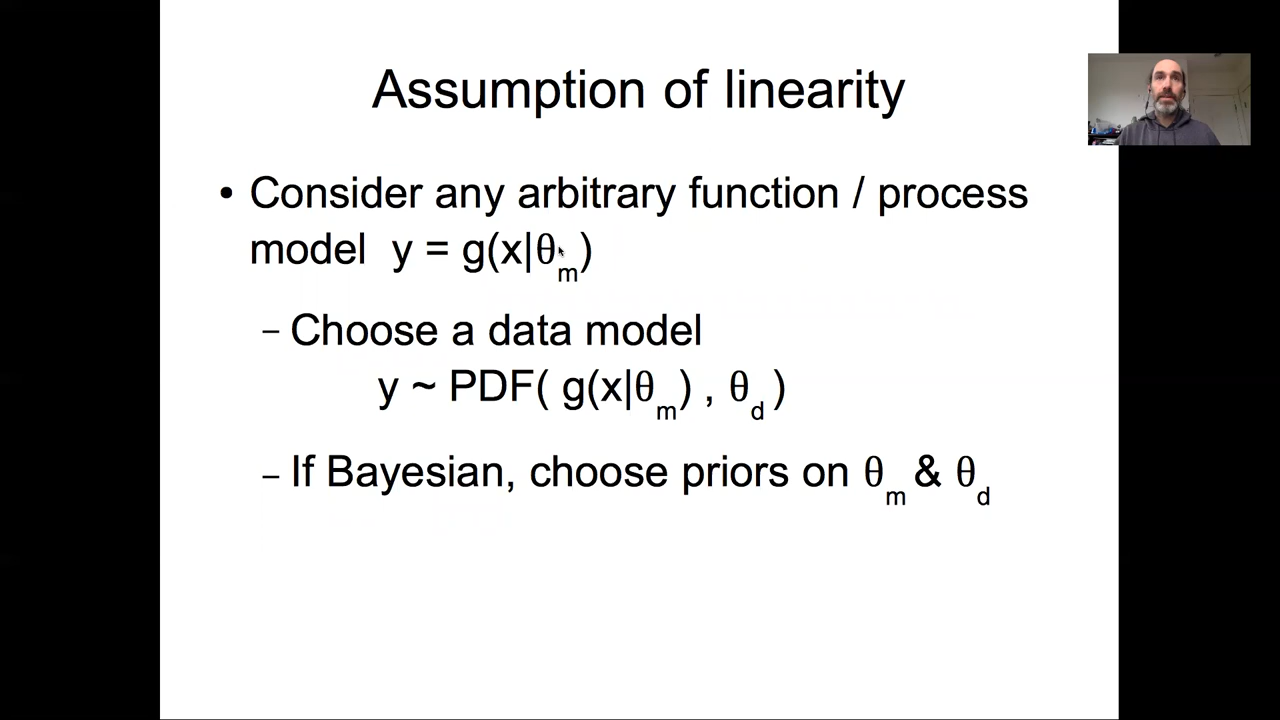 Assumption of linearity
• Consider any arbitrary function / process
model y = g(x|θm)
– Choose a data model
y ~ PDF( g(x|θm) , θd )
– If Bayesian, choose priors on θm & θd